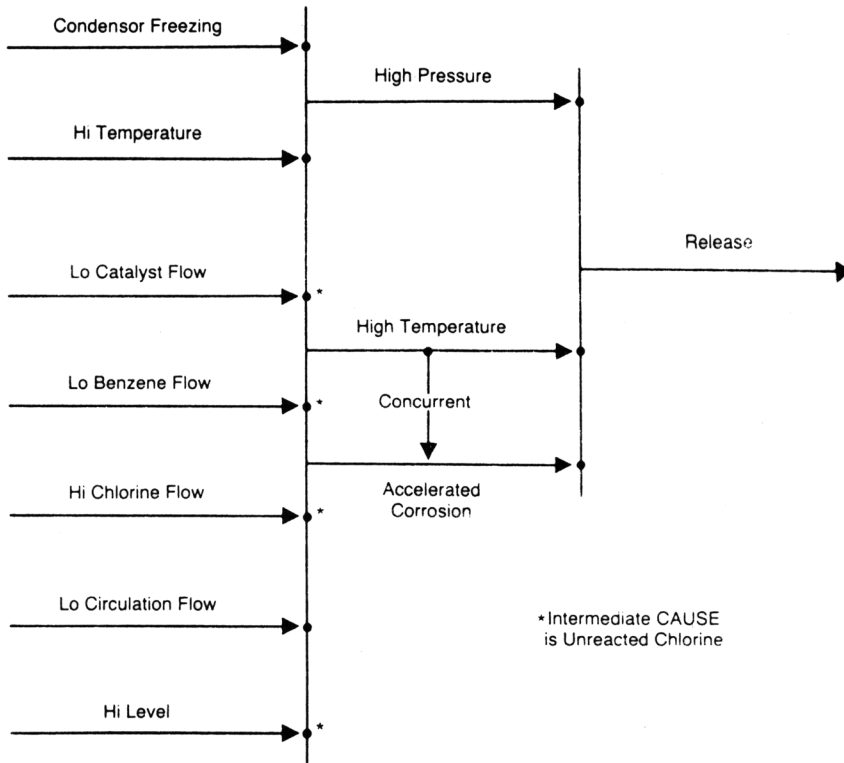 Condensor Freezing
High Pressure
Hi Temperature
Release
Lo Catalyst Flow
*
High Temperature
Lo Benzene Flow
*
Concurrent
Hi Chlorine Flow
*
Accelerated
Corrosion
Lo Circulation Flow
*Intermediate CAUSE
is Unreacted Chlorine
Hi Level
*